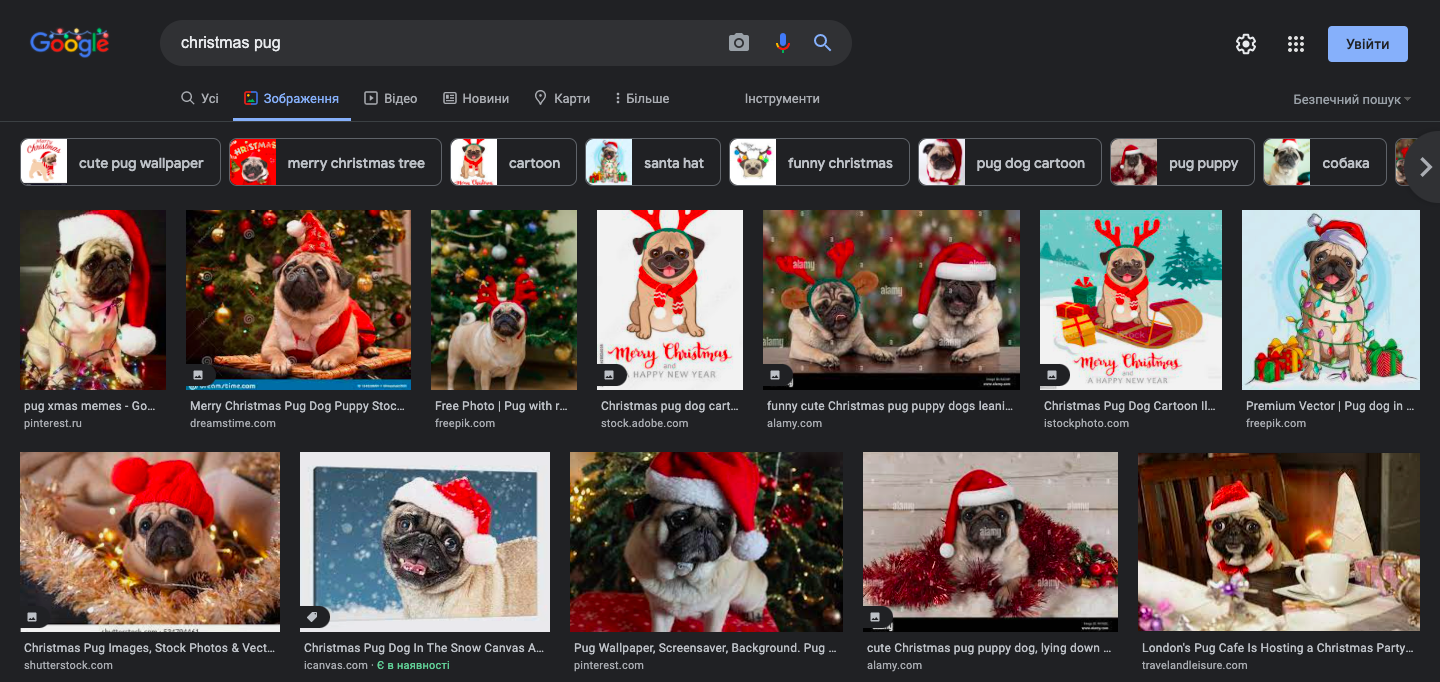 Google
christmas pug
Увійти
Усі
Зображення
Відео
Новини
Карти
Більше
Інструменти
Безпечний пошук
cute pug wallpaper
merry christmas tree
cartoon
santa hat
funny christmas
pug dog cartoon
pug puppy
собака
Merry Christmas
and
A HAPPY NEW YEAR
alamy
alamy
Merry Christmas
and
A HAPPY NEW YEAR
pug xmas memes - Go...
Merry Christmas Pug Dog Puppy Stoc...
Free Photo | Pug with r...
Christmas pug dog cart...
funny cute Christmas pug puppy dogs leani...
Christmas Pug Dog Cartoon Il...
Premium Vector | Pug dog in ...
pinterest.ru
dreamstime.com
freepik.com
stock.adobe.com
alamy.com
istockphoto.com
freepik.com
alamy
alamy
Christmas Pug Images, Stock Photos & Vect...
Christmas Pug Dog In The Snow Canvas A...
Pug Wallpaper, Screensaver, Background. Pug ...
cute Christmas pug puppy dog, lying down ...
London's Pug Cafe Is Hosting a Christmas Party...
shutterstock.com
icanvas.com · Є в наявності
pinterest.com
alamy.com
travelandleisure.com